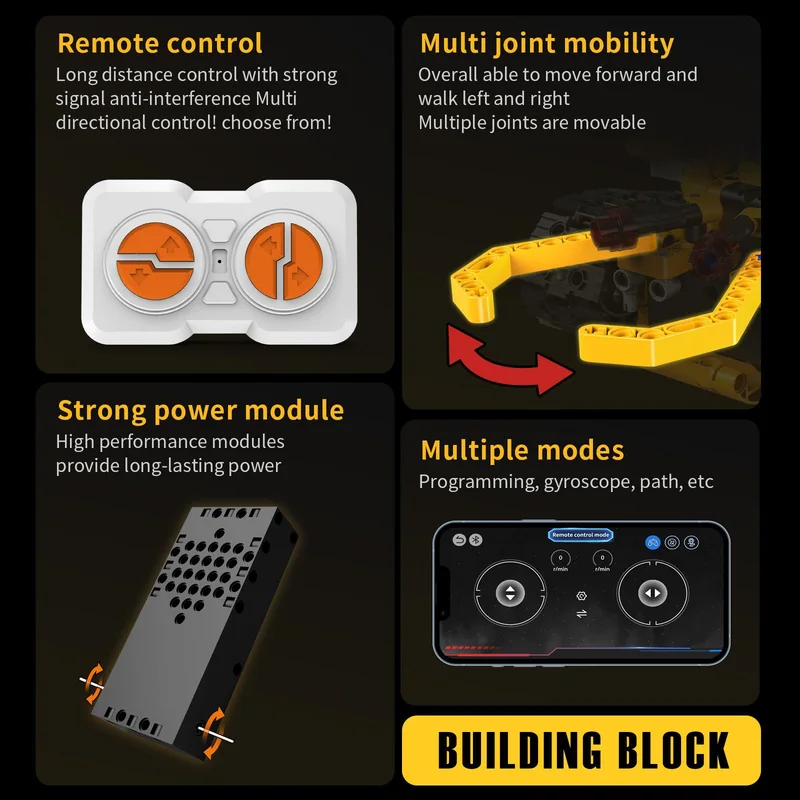 Remote control
Long distance control with strong
signal anti-interference Multi
directional control! choose from!
Multi joint mobility
Overall able to move forward and
walk left and right
Multiple joints are movable
Strong power module
High performance modules
provide long-lasting power
Multiple modes
Programming, gyroscope, path, etc
Remote control mode
0
0
r/min
r/min
BUILDING BLOCK